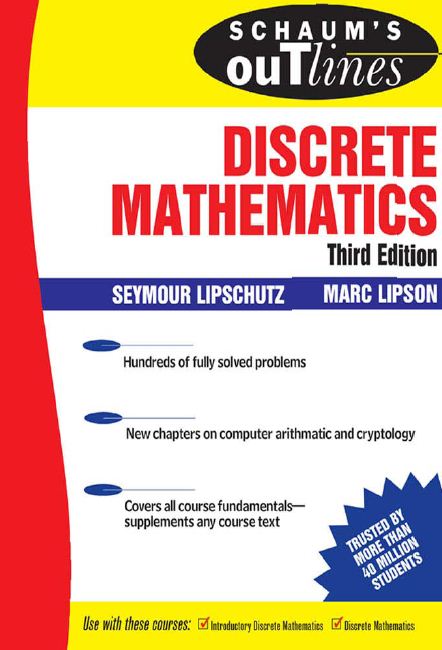 SCHAUM'S
ouTlines
DISCRETE
MATHEMATICS
Third Edition
SEYMOUR LIPSCHUTZ MARC LIPSON
Hundreds of fully solved problems
New chapters on computer arithmatic and cryptology
Covers all course fundamentals—
supplements any course text
TRUSTED BY
MORE THAN
40 MILLION
STUDENTS
Use with these courses: ☑ Introductory Discrete Mathematics ☑ Discrete Mathematics